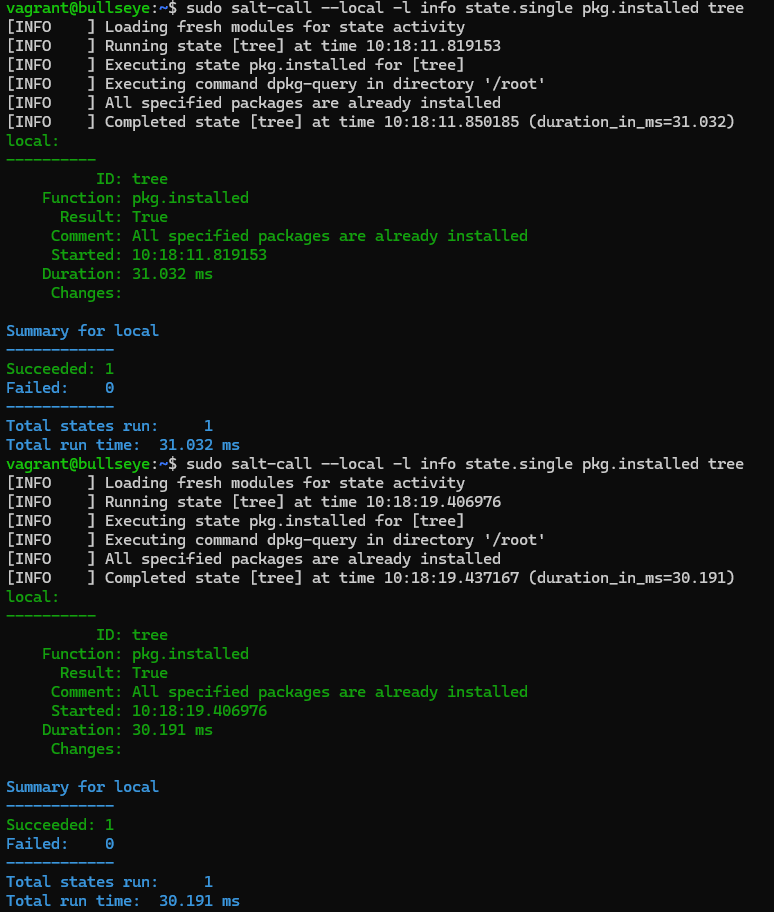 vagrant@bullseye:~$ sudo salt-call --local -l info state.single pkg.installed tree
[INFO    ] Loading fresh modules for state activity
[INFO    ] Running state [tree] at time 10:18:11.819153
[INFO    ] Executing state pkg.installed for [tree]
[INFO    ] Executing command dpkg-query in directory '/root'
[INFO    ] All specified packages are already installed
[INFO    ] Completed state [tree] at time 10:18:11.850185 (duration_in_ms=31.032)
local:
----------
          ID: tree
    Function: pkg.installed
      Result: True
     Comment: All specified packages are already installed
     Started: 10:18:11.819153
    Duration: 31.032 ms
     Changes:

Summary for local
------------
Succeeded: 1
Failed:    0
------------
Total states run:     1
Total run time:  31.032 ms
vagrant@bullseye:~$ sudo salt-call --local -l info state.single pkg.installed tree
[INFO    ] Loading fresh modules for state activity
[INFO    ] Running state [tree] at time 10:18:19.406976
[INFO    ] Executing state pkg.installed for [tree]
[INFO    ] Executing command dpkg-query in directory '/root'
[INFO    ] All specified packages are already installed
[INFO    ] Completed state [tree] at time 10:18:19.437167 (duration_in_ms=30.191)
local:
----------
          ID: tree
    Function: pkg.installed
      Result: True
     Comment: All specified packages are already installed
     Started: 10:18:19.406976
    Duration: 30.191 ms
     Changes:

Summary for local
------------
Succeeded: 1
Failed:    0
------------
Total states run:     1
Total run time:  30.191 ms